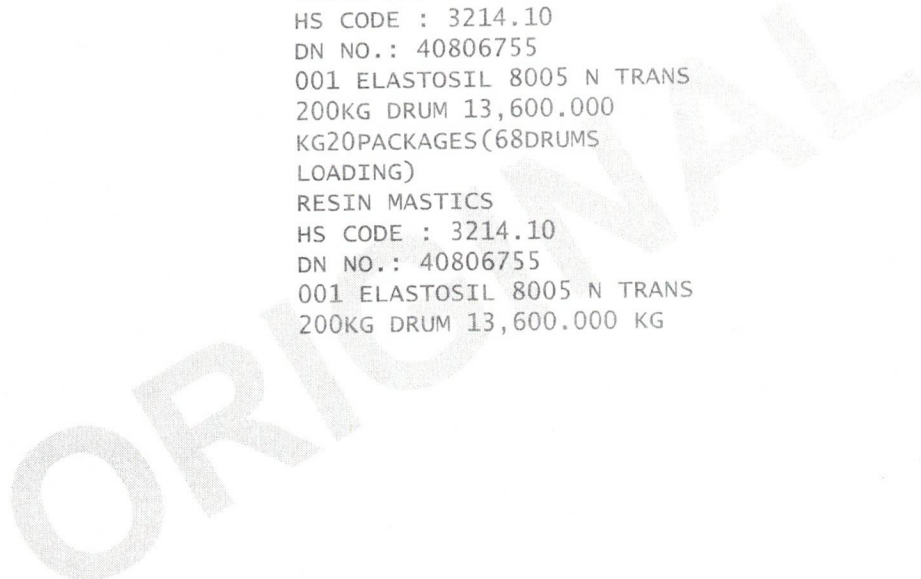 HS CODE : 3214.10
DN NO.: 40806755
001 ELASTOSIL 8005 N TRANS
200KG DRUM 13,600.000
KG20PACKAGES(68DRUMS
LOADING)
RESIN MASTICS
HS CODE : 3214.10
DN NO.: 40806755
001 ELASTOSIL 8005 N TRANS
200KG DRUM 13,600.000 KG
ORIGINAL